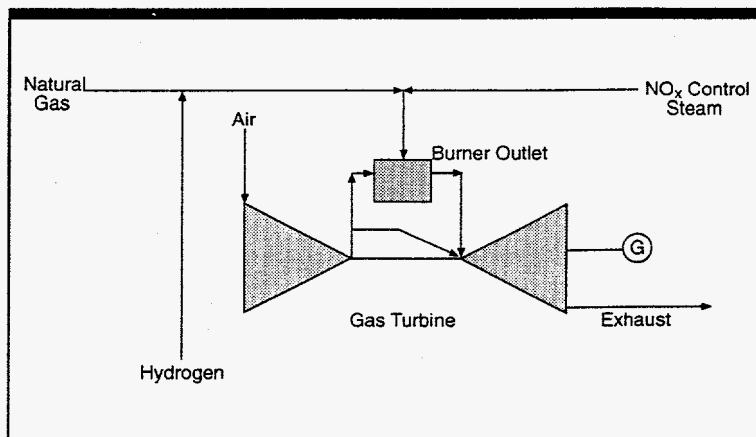 Natural
Gas
NOx Control
Steam
Air
Burner Outlet
G
Gas Turbine
Exhaust
Hydrogen